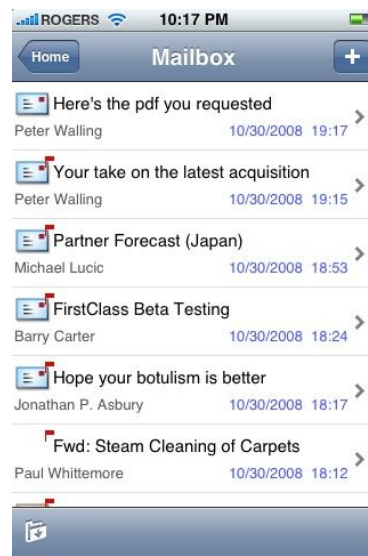 ROGERS 10:17 PM
Home Mailbox +
Here's the pdf you requested
Peter Walling 10/30/2008 19:17
Your take on the latest acquisition
Peter Walling 10/30/2008 19:15
Partner Forecast (Japan)
Michael Lucic 10/30/2008 18:53
FirstClass Beta Testing
Barry Carter 10/30/2008 18:24
Hope your botulism is better
Jonathan P. Asbury 10/30/2008 18:17
Fwd: Steam Cleaning of Carpets
Paul Whittemore 10/30/2008 18:12